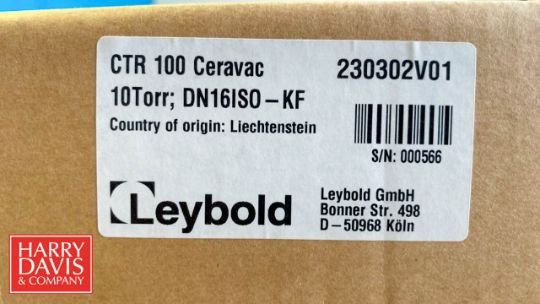 CTR 100 Ceravac 230302V01
10Torr; DN16ISO-KF
Country of origin: Liechtenstein
S/N: 000566
Leybold
Leybold GmbH
Bonner Str. 498
D-50968 Köln
HARRY
DAVIS
& COMPANY